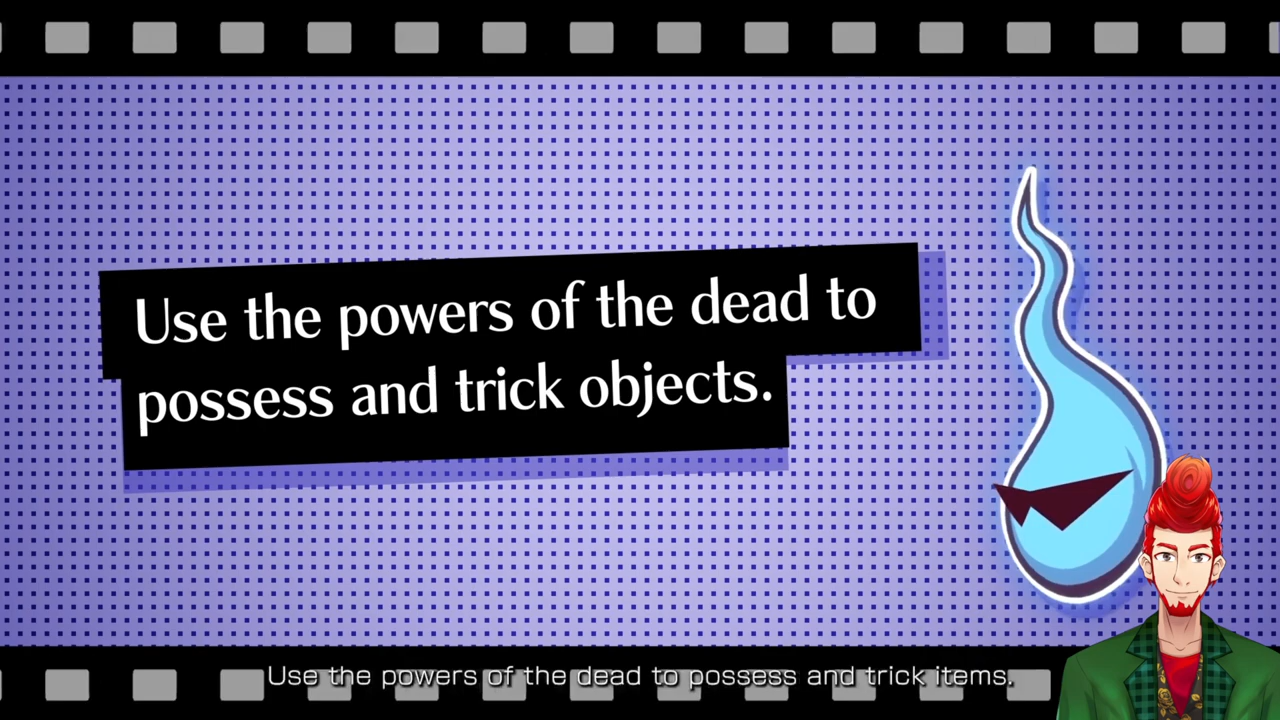 Use the powers of the dead to
possess and trick objects.
Use the powers of the dead to possess and trick items.